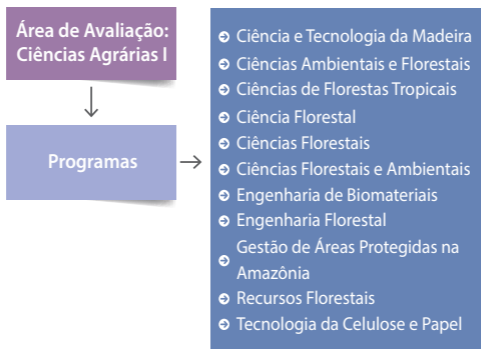 Área de Avaliação:
Ciências Agrárias I
Programas
Ciência e Tecnologia da Madeira
Ciências Ambientais e Florestais
Ciências de Florestas Tropicais
Ciência Florestal
Ciências Florestais
Ciências Florestais e Ambientais
Engenharia de Biomateriais
Engenharia Florestal
Gestão de Áreas Protegidas na
Amazônia
Recursos Florestais
Tecnologia da Celulose e Papel